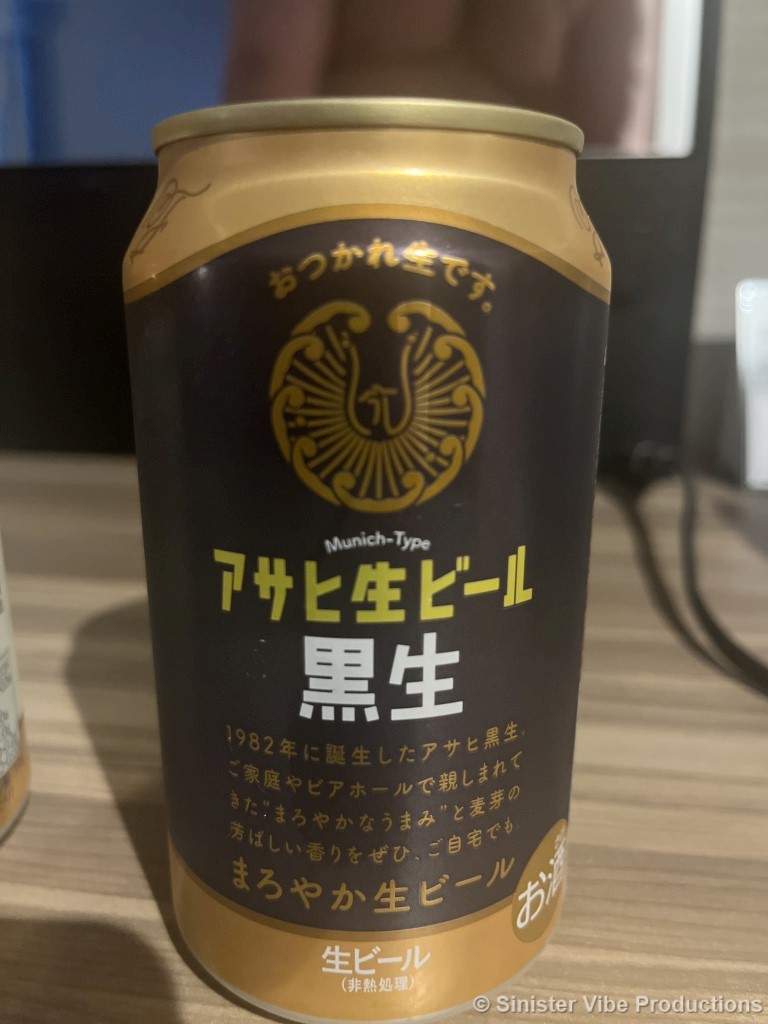 おつかれ生です。
Munich-Type
アサヒ生ビール
黒生
1982年に誕生したアサヒ黒生。
ご家庭やビアホールで親しまれて
きた“まろやかなうまみ”と麦芽の
芳ばしい香りをぜひ、ご自宅でも。
まろやか生ビール
お酒
生ビール
(非熱処理)
© Sinister Vibe Productions